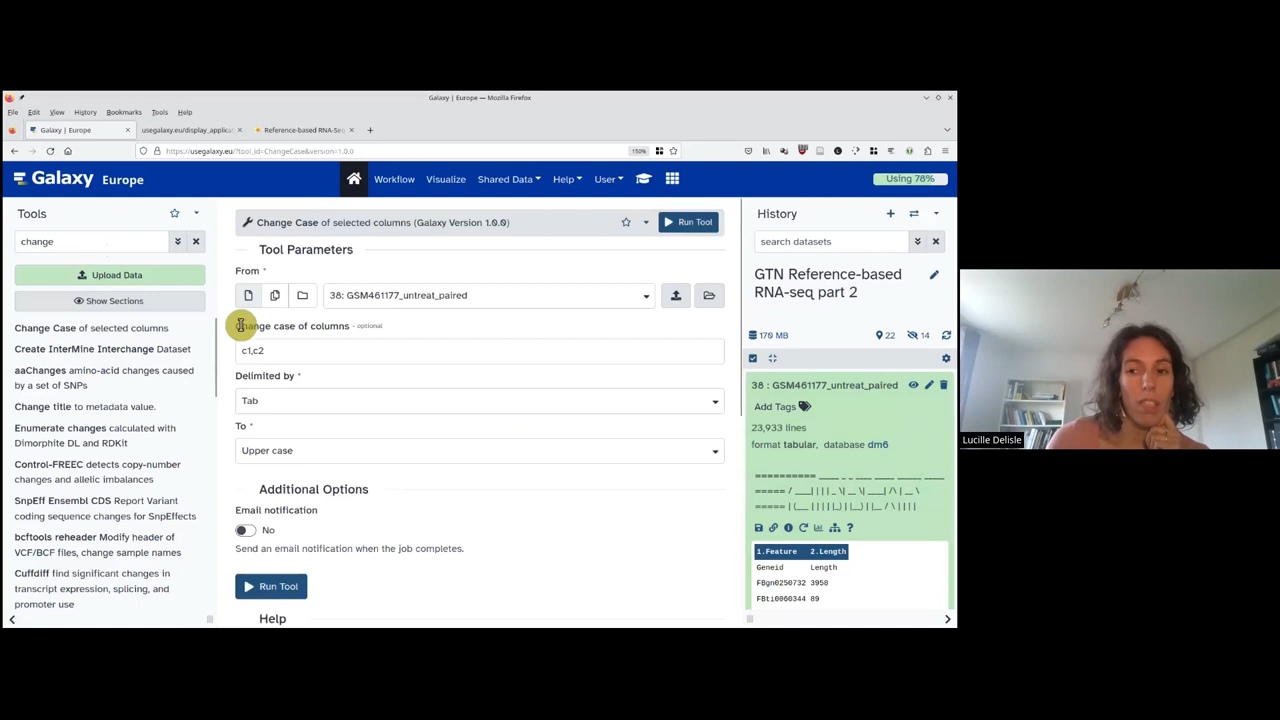 Galaxy | Europe — Mozilla Firefox
File Edit View History Bookmarks Tools Help
Galaxy | Europe
usegalaxy.eu/display_applica
Reference-based RNA-Seq
https://usegalaxy.eu/?tool_id=ChangeCase&version=1.0.0
150%
Galaxy Europe
Workflow Visualize Shared Data Help User
Using 78%
Tools
change
Upload Data
Show Sections
Change Case of selected columns
Create InterMine Interchange Dataset
aaChanges amino-acid changes caused
by a set of SNPs
Change title to metadata value.
Enumerate changes calculated with
Dimorphite DL and RDKit
Control-FREEC detects copy-number
changes and allelic imbalances
SnpEff Ensembl CDS Report Variant
coding sequence changes for SnpEffects
bcftools reheader Modify header of
VCF/BCF files, change sample names
Cuffdiff find significant changes in
transcript expression, splicing, and
promoter use
Change Case of selected columns (Galaxy Version 1.0.0)
Run Tool
Tool Parameters
From *
38: GSM461177_untreat_paired
Change case of columns - optional
c1,c2
Delimited by *
Tab
To *
Upper case
Additional Options
Email notification
No
Send an email notification when the job completes.
Run Tool
Help
History
search datasets
GTN Reference-based
RNA-seq part 2
170 MB
22
14
38 : GSM461177_untreat_paired
Add Tags
23,933 lines
format tabular, database dm6
1.Feature 2.Length
Geneid Length
FBgn0250732 3958
FBti0060344 89
Lucille Delisle